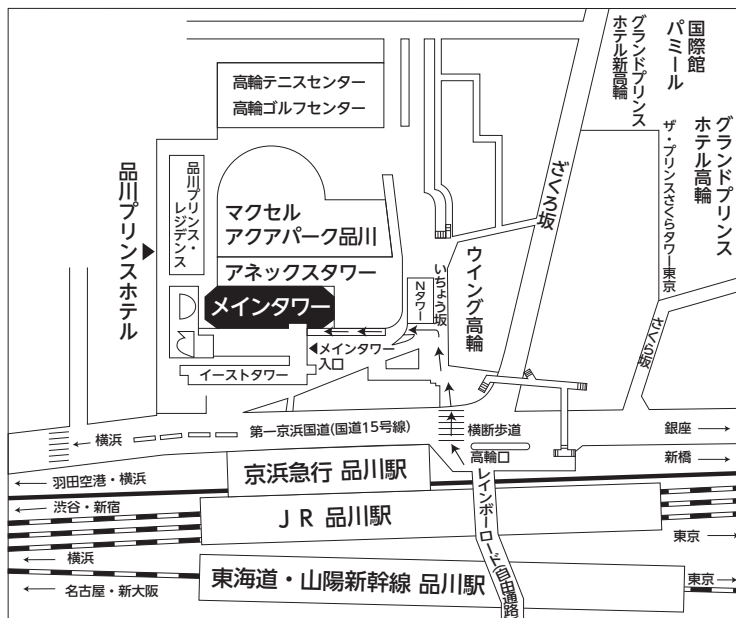 高輪テニスセンター
高輪ゴルフセンター
国際館
パミール
グランドプリンス
ホテル新高輪
グランドプリンス
ホテル高輪
ザ・プリンスさくらタワー東京
ざくろ坂
さくら坂
品川プリンスホテル
品川プリンス・
レジデンス
マクセル
アクアパーク品川
アネックスタワー
メインタワー
Nタワー
いちょう坂
ウイング高輪
メインタワー
入口
イーストタワー
横浜
第一京浜国道(国道15号線)
横断歩道
高輪口
銀座
新橋
羽田空港・横浜
京浜急行 品川駅
渋谷・新宿
JR 品川駅
レインボーロード(自由通路)
東京
横浜
東海道・山陽新幹線 品川駅
東京
名古屋・新大阪